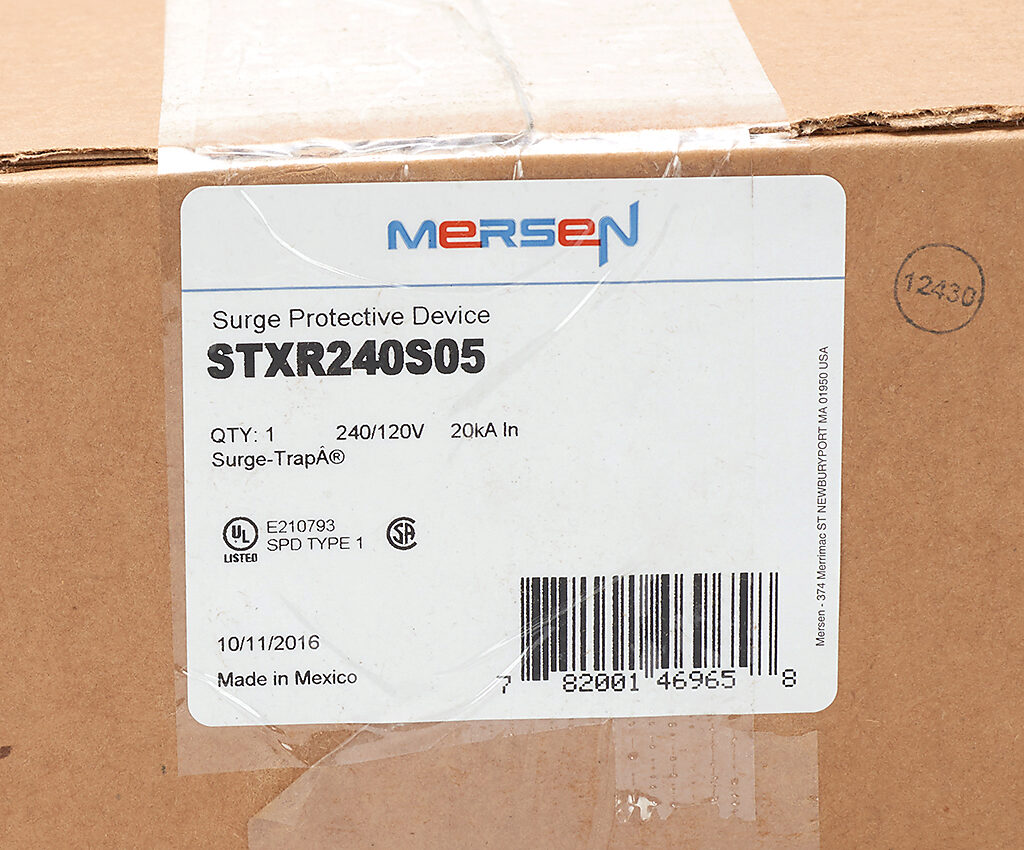 MERSEN
12430
Surge Protective Device
STXR240S05
QTY: 1 240/120V 20kA In
Surge-TrapÂ®
UL E210793 SA
LISTED SPD TYPE 1
10/11/2016
Made in Mexico
7 82001 46965 8
Mersen - 374 Merrimac ST NEWBURYPORT MA 01950 USA